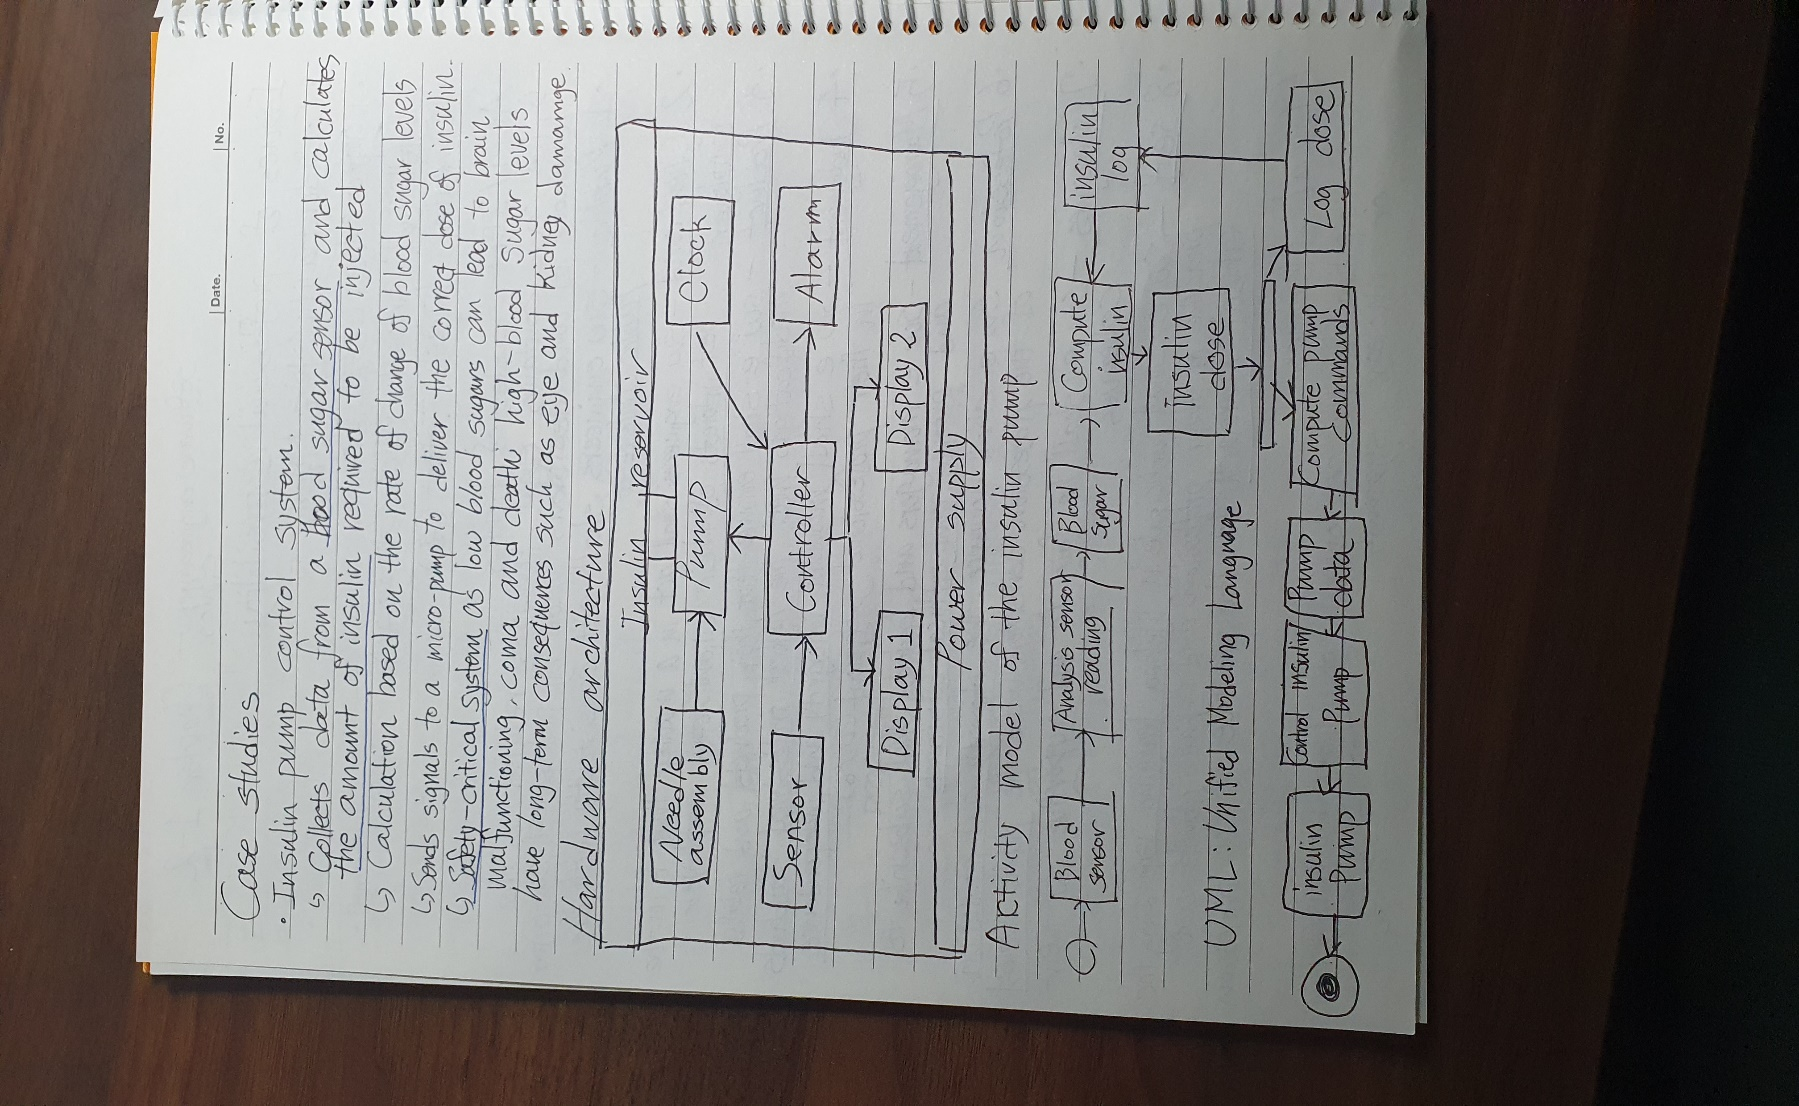 No.
Date.
Case studies
· Insulin pump control system.
↳ Collects data from a blood sugar sensor and calculates
the amount of insulin required to be injected
↳ Calculation based on the rate of change of blood sugar levels
↳ Sends signals to a micro-pump to deliver the correct dose of insulin.
↳ Safety-critical system as low blood sugars can lead to brain
malfunctioning, coma and death; high-blood sugar levels
have long-term consequences such as eye and kidney damamge.
Hardware architecture
Insulin reservoir
Needle
assembly
Pump
Clock
Sensor
Controller
Alarm
Display 1
Display 2
Power supply
Activity model of the insulin pump
Blood
sensor
Analysis sensor
reading
Blood
sugar
Compute
insulin
insulin
log
insulin
dose
UML: Unified Modeling Language
insulin
Pump
Control insulin
Pump
Pump
data
Compute pump
Commands
Log dose